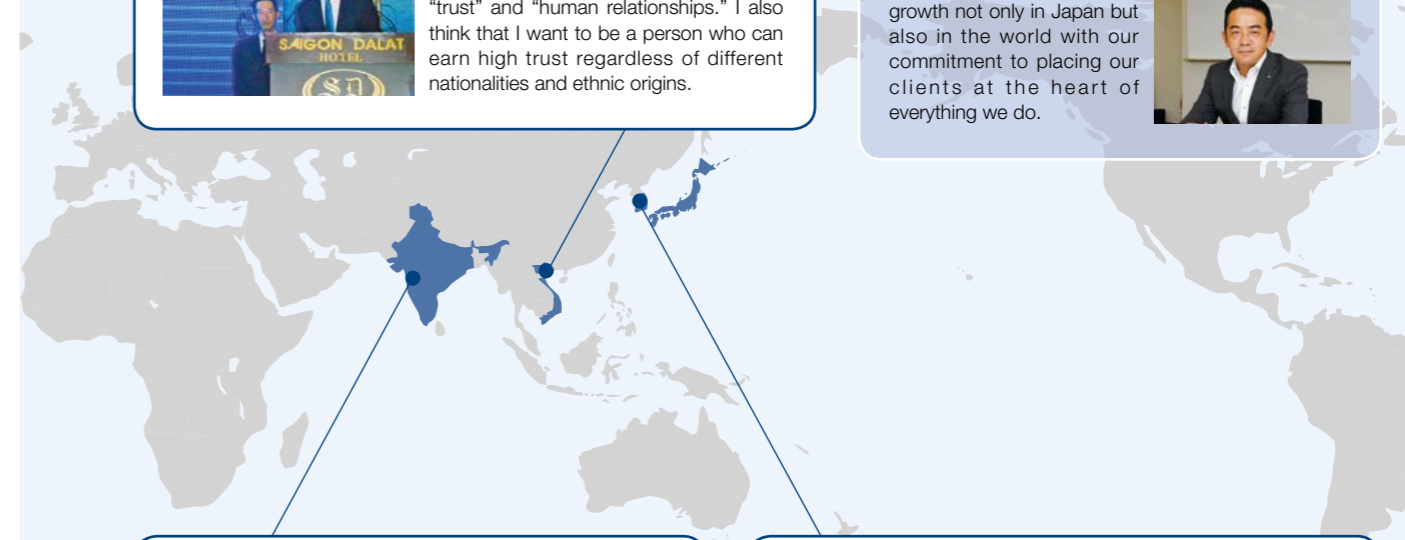 “trust” and “human relationships.” I also
think that I want to be a person who can
earn high trust regardless of different
nationalities and ethnic origins.
SAIGON DALAT
HOTEL
SD
growth not only in Japan but
also in the world with our
commitment to placing our
clients at the heart of
everything we do.